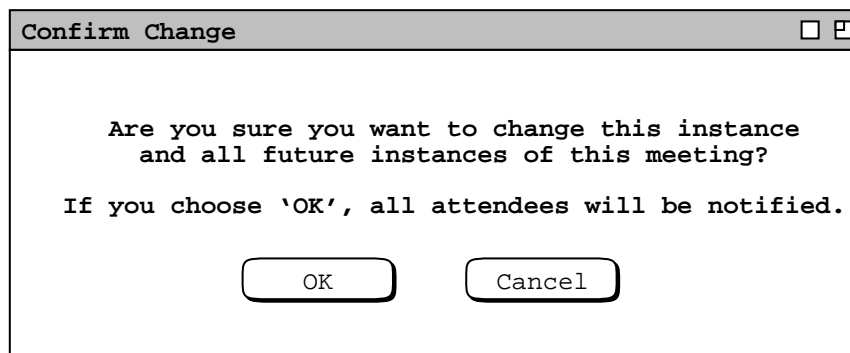 Confirm Change
Are you sure you want to change this instance
and all future instances of this meeting?
If you choose ‘OK’, all attendees will be notified.
OK
Cancel